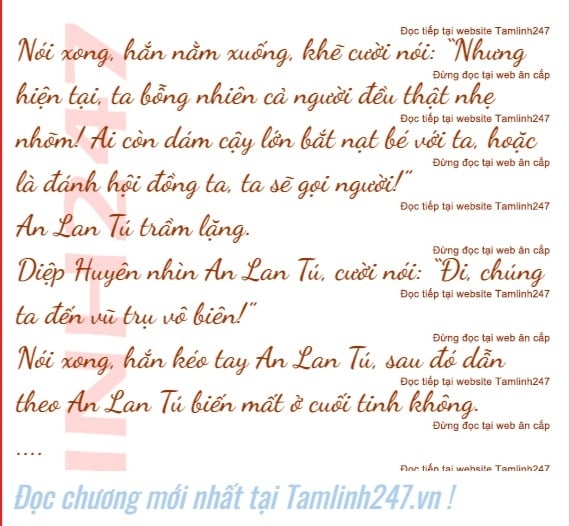 Đọc tiếp tại website Tamlinh247
Nói xong, hắn nằm xuống, khẽ cười nói: “Nhưng
Đừng đọc tại web ăn cắp
hiện tại, ta bỗng nhiên cả người đều thật nhẹ
Đọc tiếp tại website Tamlinh247
nhõm! Ai còn dám cậy lớn bắt nạt bé với ta, hoặc
Đừng đọc tại web ăn cắp
là đánh hội đồng ta, ta sẽ gọi người!”
Đọc tiếp tại website Tamlinh247
An Lan Tú trầm lặng.
Đừng đọc tại web ăn cắp
Diệp Huyên nhìn An Lan Tú, cười nói: “Đi, chúng
Đọc tiếp tại website Tamlinh247
ta đến vũ trụ vô biên!”
Đừng đọc tại web ăn cắp
Nói xong, hắn kéo tay An Lan Tú, sau đó dẫn
Đọc tiếp tại website Tamlinh247
theo An Lan Tú biến mất ở cuối tinh không.
Đừng đọc tại web ăn cắp
....
Đọc tiếp tại website Tamlinh247
INH247
Đọc chương mới nhất tại Tamlinh247.vn !